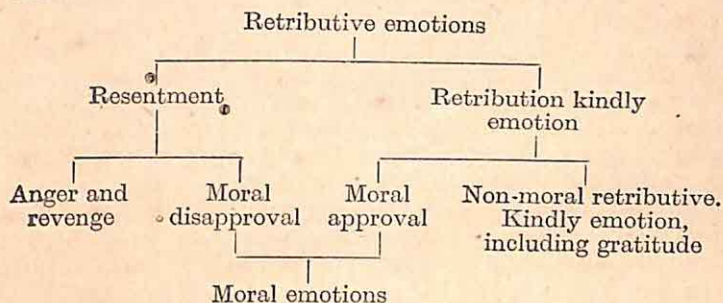 Retributive emotions
Resentment
Retribution kindly
emotion
Anger and
revenge
Moral
disapproval
Moral
approval
Non-moral retributive.
Kindly emotion,
including gratitude
Moral emotions